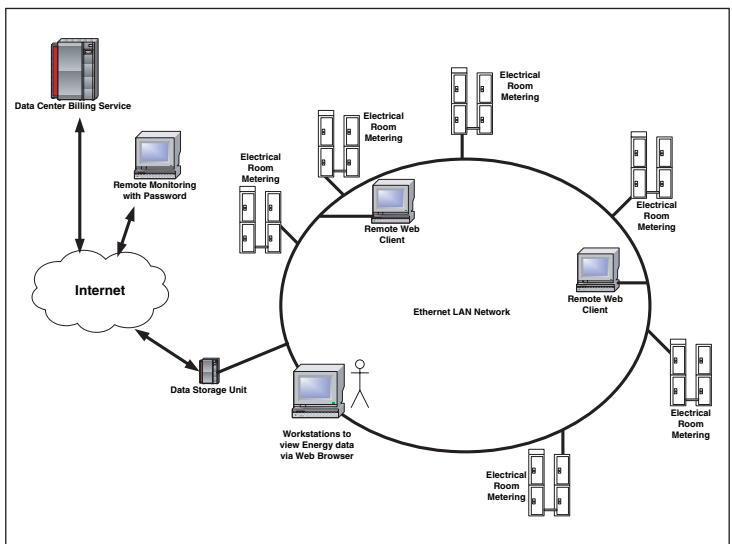 Data Center Billing Service
Remote Monitoring
with Password
Internet
Data Storage Unit
Electrical
Room
Metering
Electrical
Room
Metering
Electrical
Room
Metering
Electrical
Room
Metering
Remote Web
Client
Remote Web
Client
Ethernet LAN Network
Workstations to
view Energy data
via Web Browser
Electrical
Room
Metering
Electrical
Room
Metering